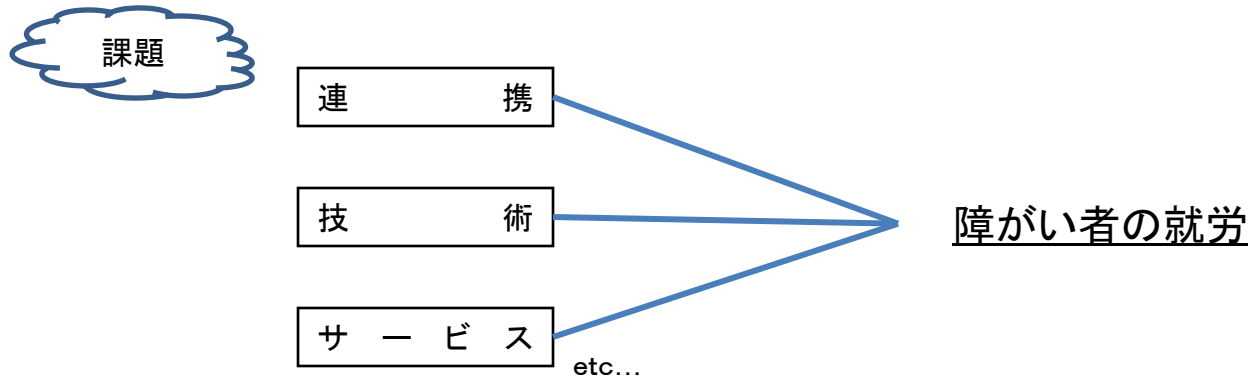 課題
連携
技術
サービス
etc…
障がい者の就労